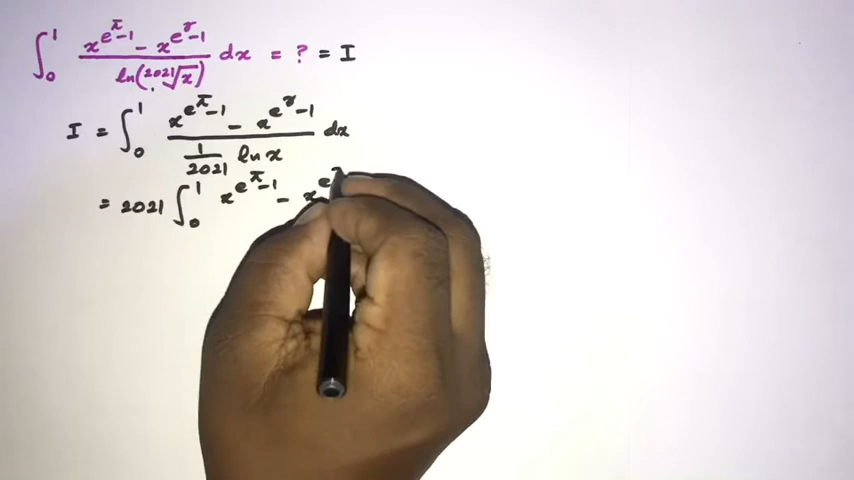 ∫₀¹ (x^(e^π−1) − x^(e^γ−1)) / ln(²⁰²¹√x) dx = ? = I
I = ∫₀¹ (x^(e^π−1) − x^(e^γ−1)) / (1/2021 ln x) dx
= 2021 ∫₀¹ x^(e^π−1) − x^e